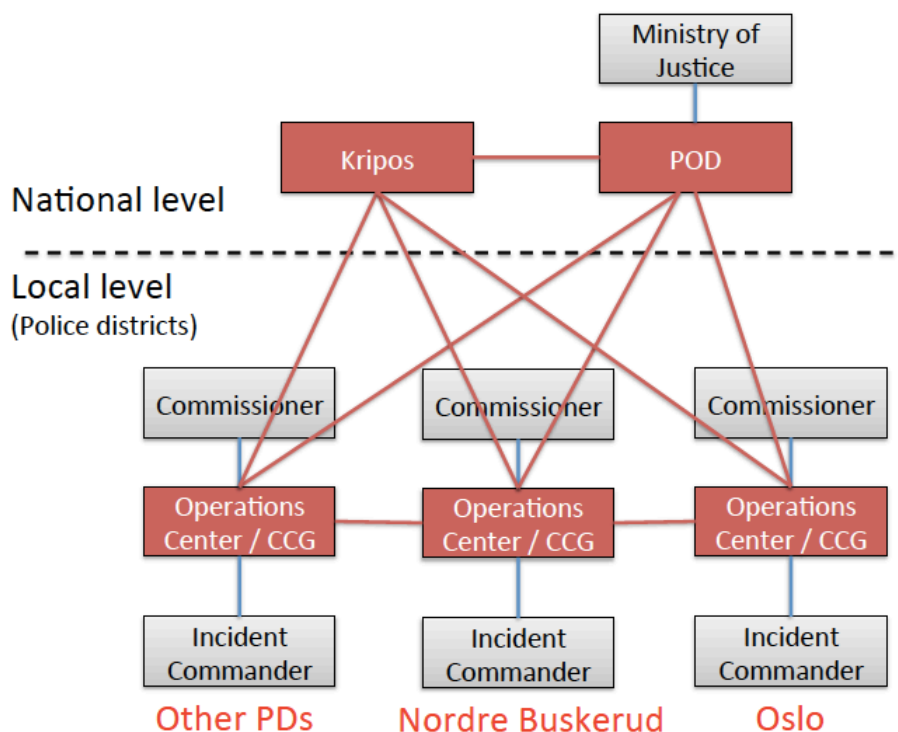 Ministry of
Justice
Kripos
POD
National level
Local level
(Police districts)
Commissioner
Commissioner
Commissioner
Operations
Center / CCG
Operations
Center / CCG
Operations
Center / CCG
Incident
Commander
Incident
Commander
Incident
Commander
Other PDs
Nordre Buskerud
Oslo